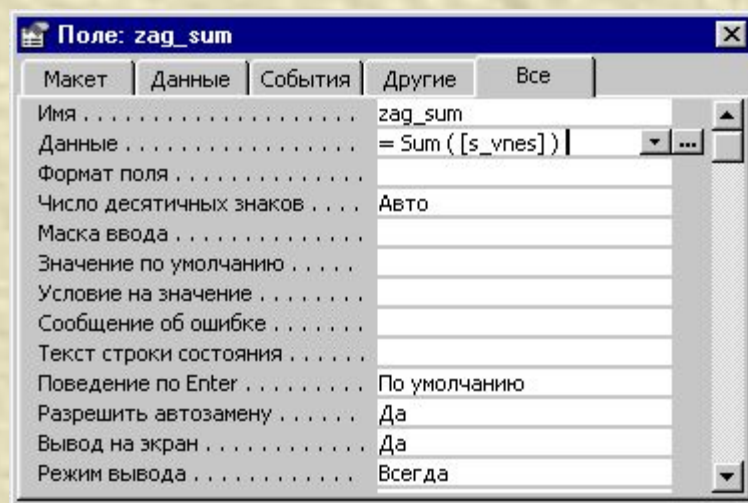 Поле: zag_sum
Макет Данные События Другие Все
Имя . . . . . . . . . . . . . . . . . . . . . zag_sum
Данные . . . . . . . . . . . . . . . . . . = Sum ( [s_vnes] )
Формат поля . . . . . . . . . . . . . .
Число десятичных знаков . . . . Авто
Маска ввода . . . . . . . . . . . . . .
Значение по умолчанию . . . . .
Условие на значение . . . . . . . .
Сообщение об ошибке . . . . . . .
Текст строки состояния . . . . . .
Поведение по Enter . . . . . . . . . По умолчанию
Разрешить автозамену . . . . . . Да
Вывод на экран . . . . . . . . . . . . Да
Режим вывода . . . . . . . . . . . . Всегда